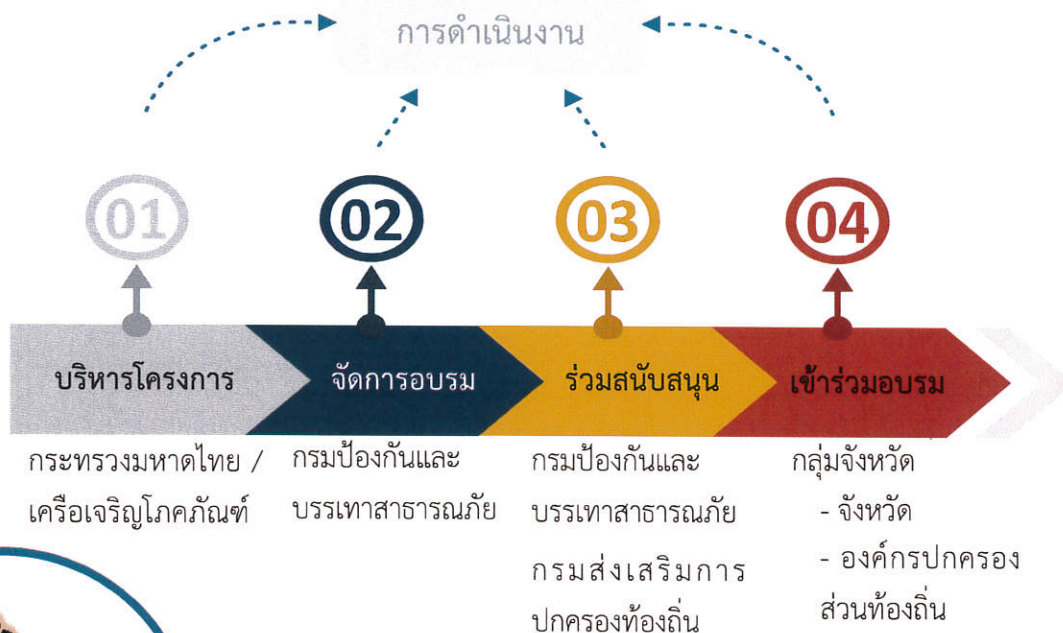 การดำเนินงาน
01
02
03
04
บริหารโครงการ
จัดการอบรม
ร่วมสนับสนุน
เข้าร่วมอบรม
กระทรวงมหาดไทย /
เครือเจริญโภคภัณฑ์
กรมป้องกันและ
บรรเทาสาธารณภัย
กรมป้องกันและ
บรรเทาสาธารณภัย
กรมส่งเสริมการ
ปกครองท้องถิ่น
กลุ่มจังหวัด
- จังหวัด
- องค์กรปกครอง
ส่วนท้องถิ่น